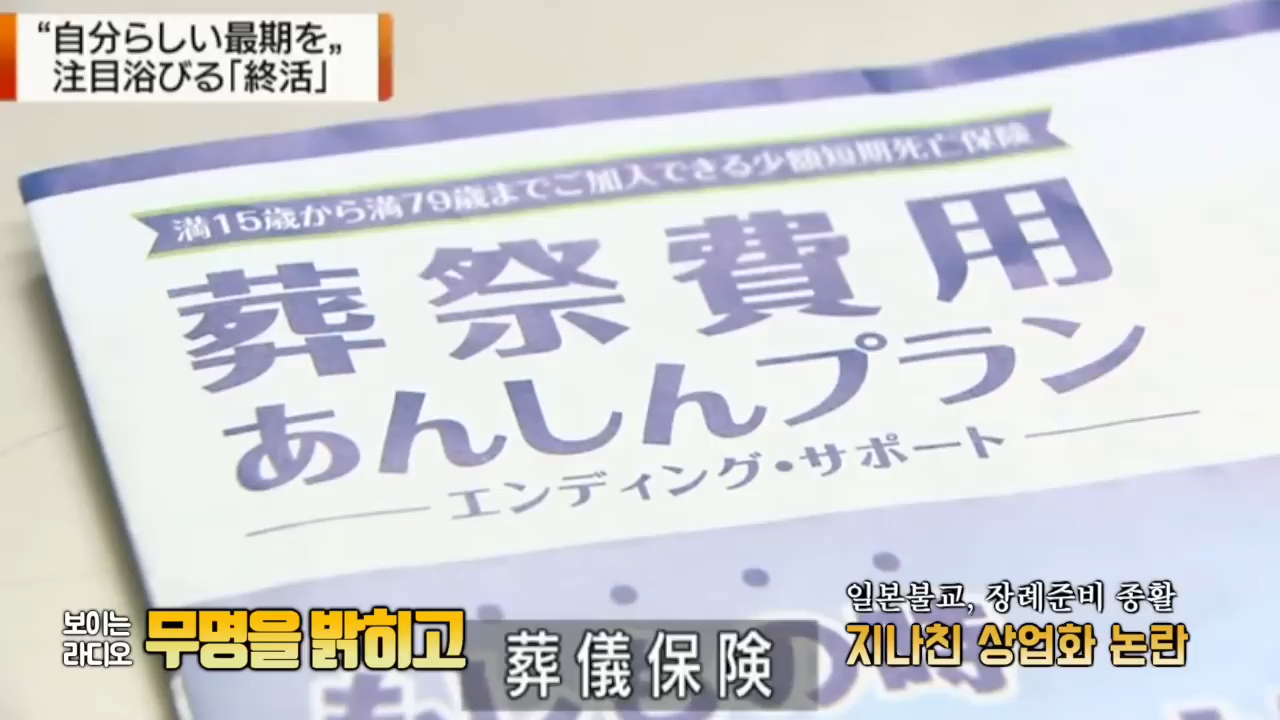 “自分らしい最期を„
注目浴びる「終活」
満15歳から満79歳までご加入できる少額短期死亡保険
葬祭費用
あんしんプラン
エンディング・サポート
보이는
라디오
무명을 밝히고
葬儀保険
일본불교, 장례준비 종활
지나친 상업화 논란